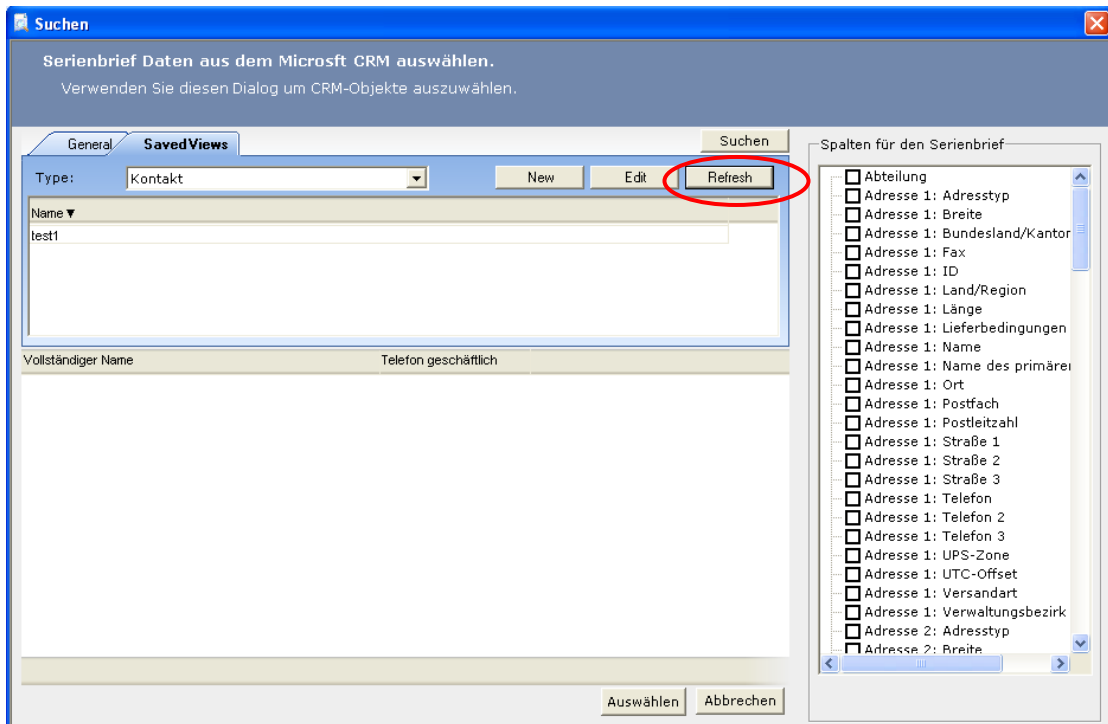 Suchen
Serienbrief Daten aus dem Microsft CRM auswählen.
Verwenden Sie diesen Dialog um CRM-Objekte auszuwählen.
General
SavedViews
Suchen
Type:
Kontakt
New
Edit
Refresh
Name
test1
Vollständiger Name
Telefon geschäftlich
Spalten für den Serienbrief
Abteilung
Adresse 1: Adresstyp
Adresse 1: Breite
Adresse 1: Bundesland/Kantor
Adresse 1: Fax
Adresse 1: ID
Adresse 1: Land/Region
Adresse 1: Länge
Adresse 1: Lieferbedingungen
Adresse 1: Name
Adresse 1: Name des primärer
Adresse 1: Ort
Adresse 1: Postfach
Adresse 1: Postleitzahl
Adresse 1: Straße 1
Adresse 1: Straße 2
Adresse 1: Straße 3
Adresse 1: Telefon
Adresse 1: Telefon 2
Adresse 1: Telefon 3
Adresse 1: UPS-Zone
Adresse 1: UTC-Offset
Adresse 1: Versandart
Adresse 1: Verwaltungsbezirk
Adresse 2: Adresstyp
Adresse 2: Breite
Auswählen
Abbrechen